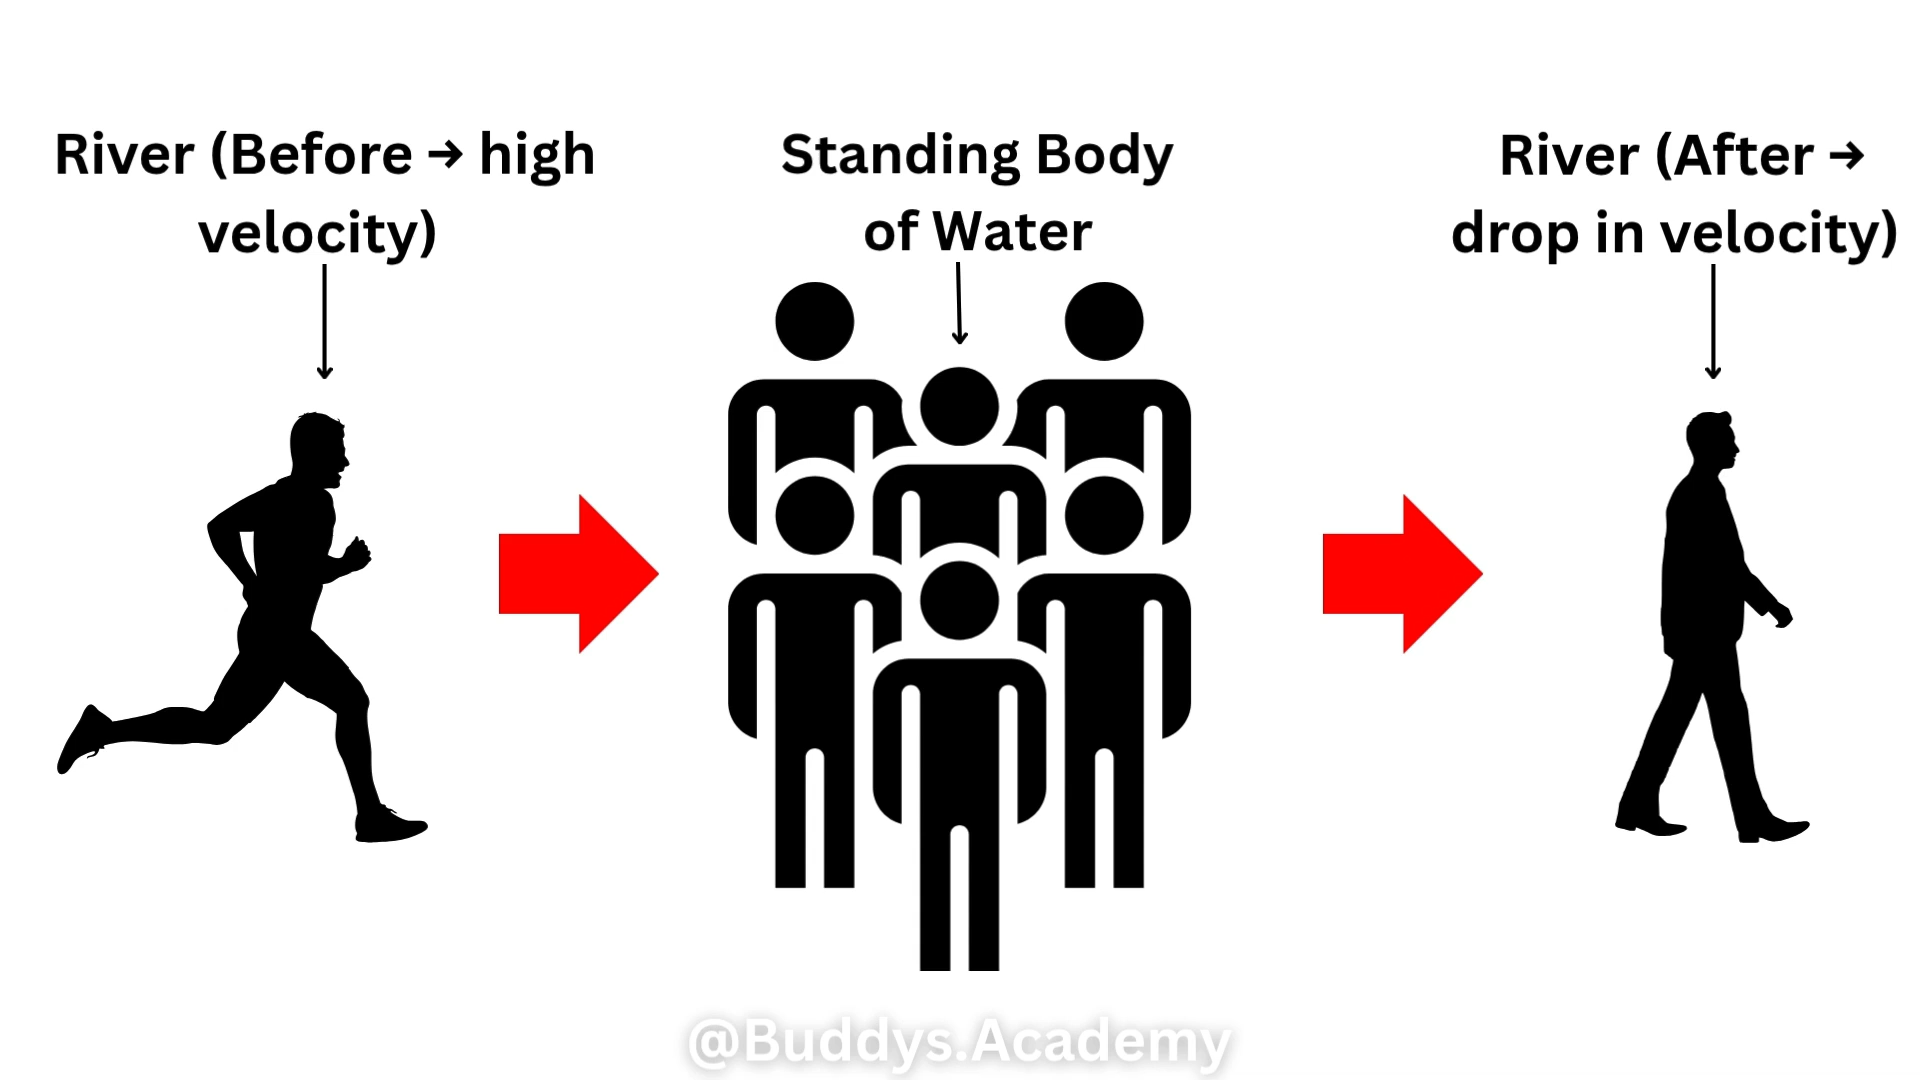 River (Before → high
velocity)
Standing Body
of Water
River (After →
drop in velocity)
@Buddys.Academy